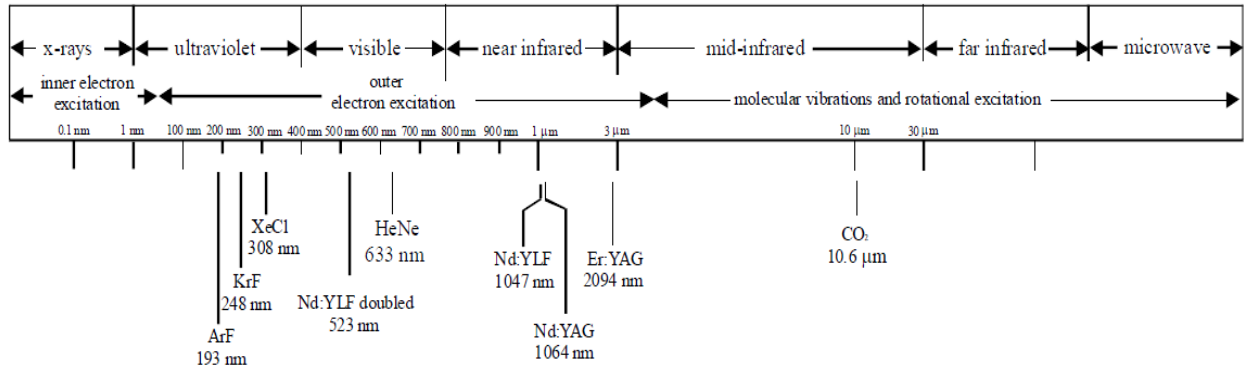 x-rays ultraviolet visible near infrared mid-infrared far infrared microwave
inner electron
excitation
outer
electron excitation
molecular vibrations and rotational excitation
0.1 nm 1 nm 100 nm 200 nm 300 nm 400 nm 500 nm 600 nm 700 nm 800 nm 900 nm 1 µm 3 µm 10 µm 30 µm
XeCl
308 nm
HeNe
633 nm
CO₂
10.6 µm
Nd:YLF
1047 nm
Er:YAG
2094 nm
KrF
248 nm
Nd:YLF doubled
523 nm
ArF
193 nm
Nd:YAG
1064 nm